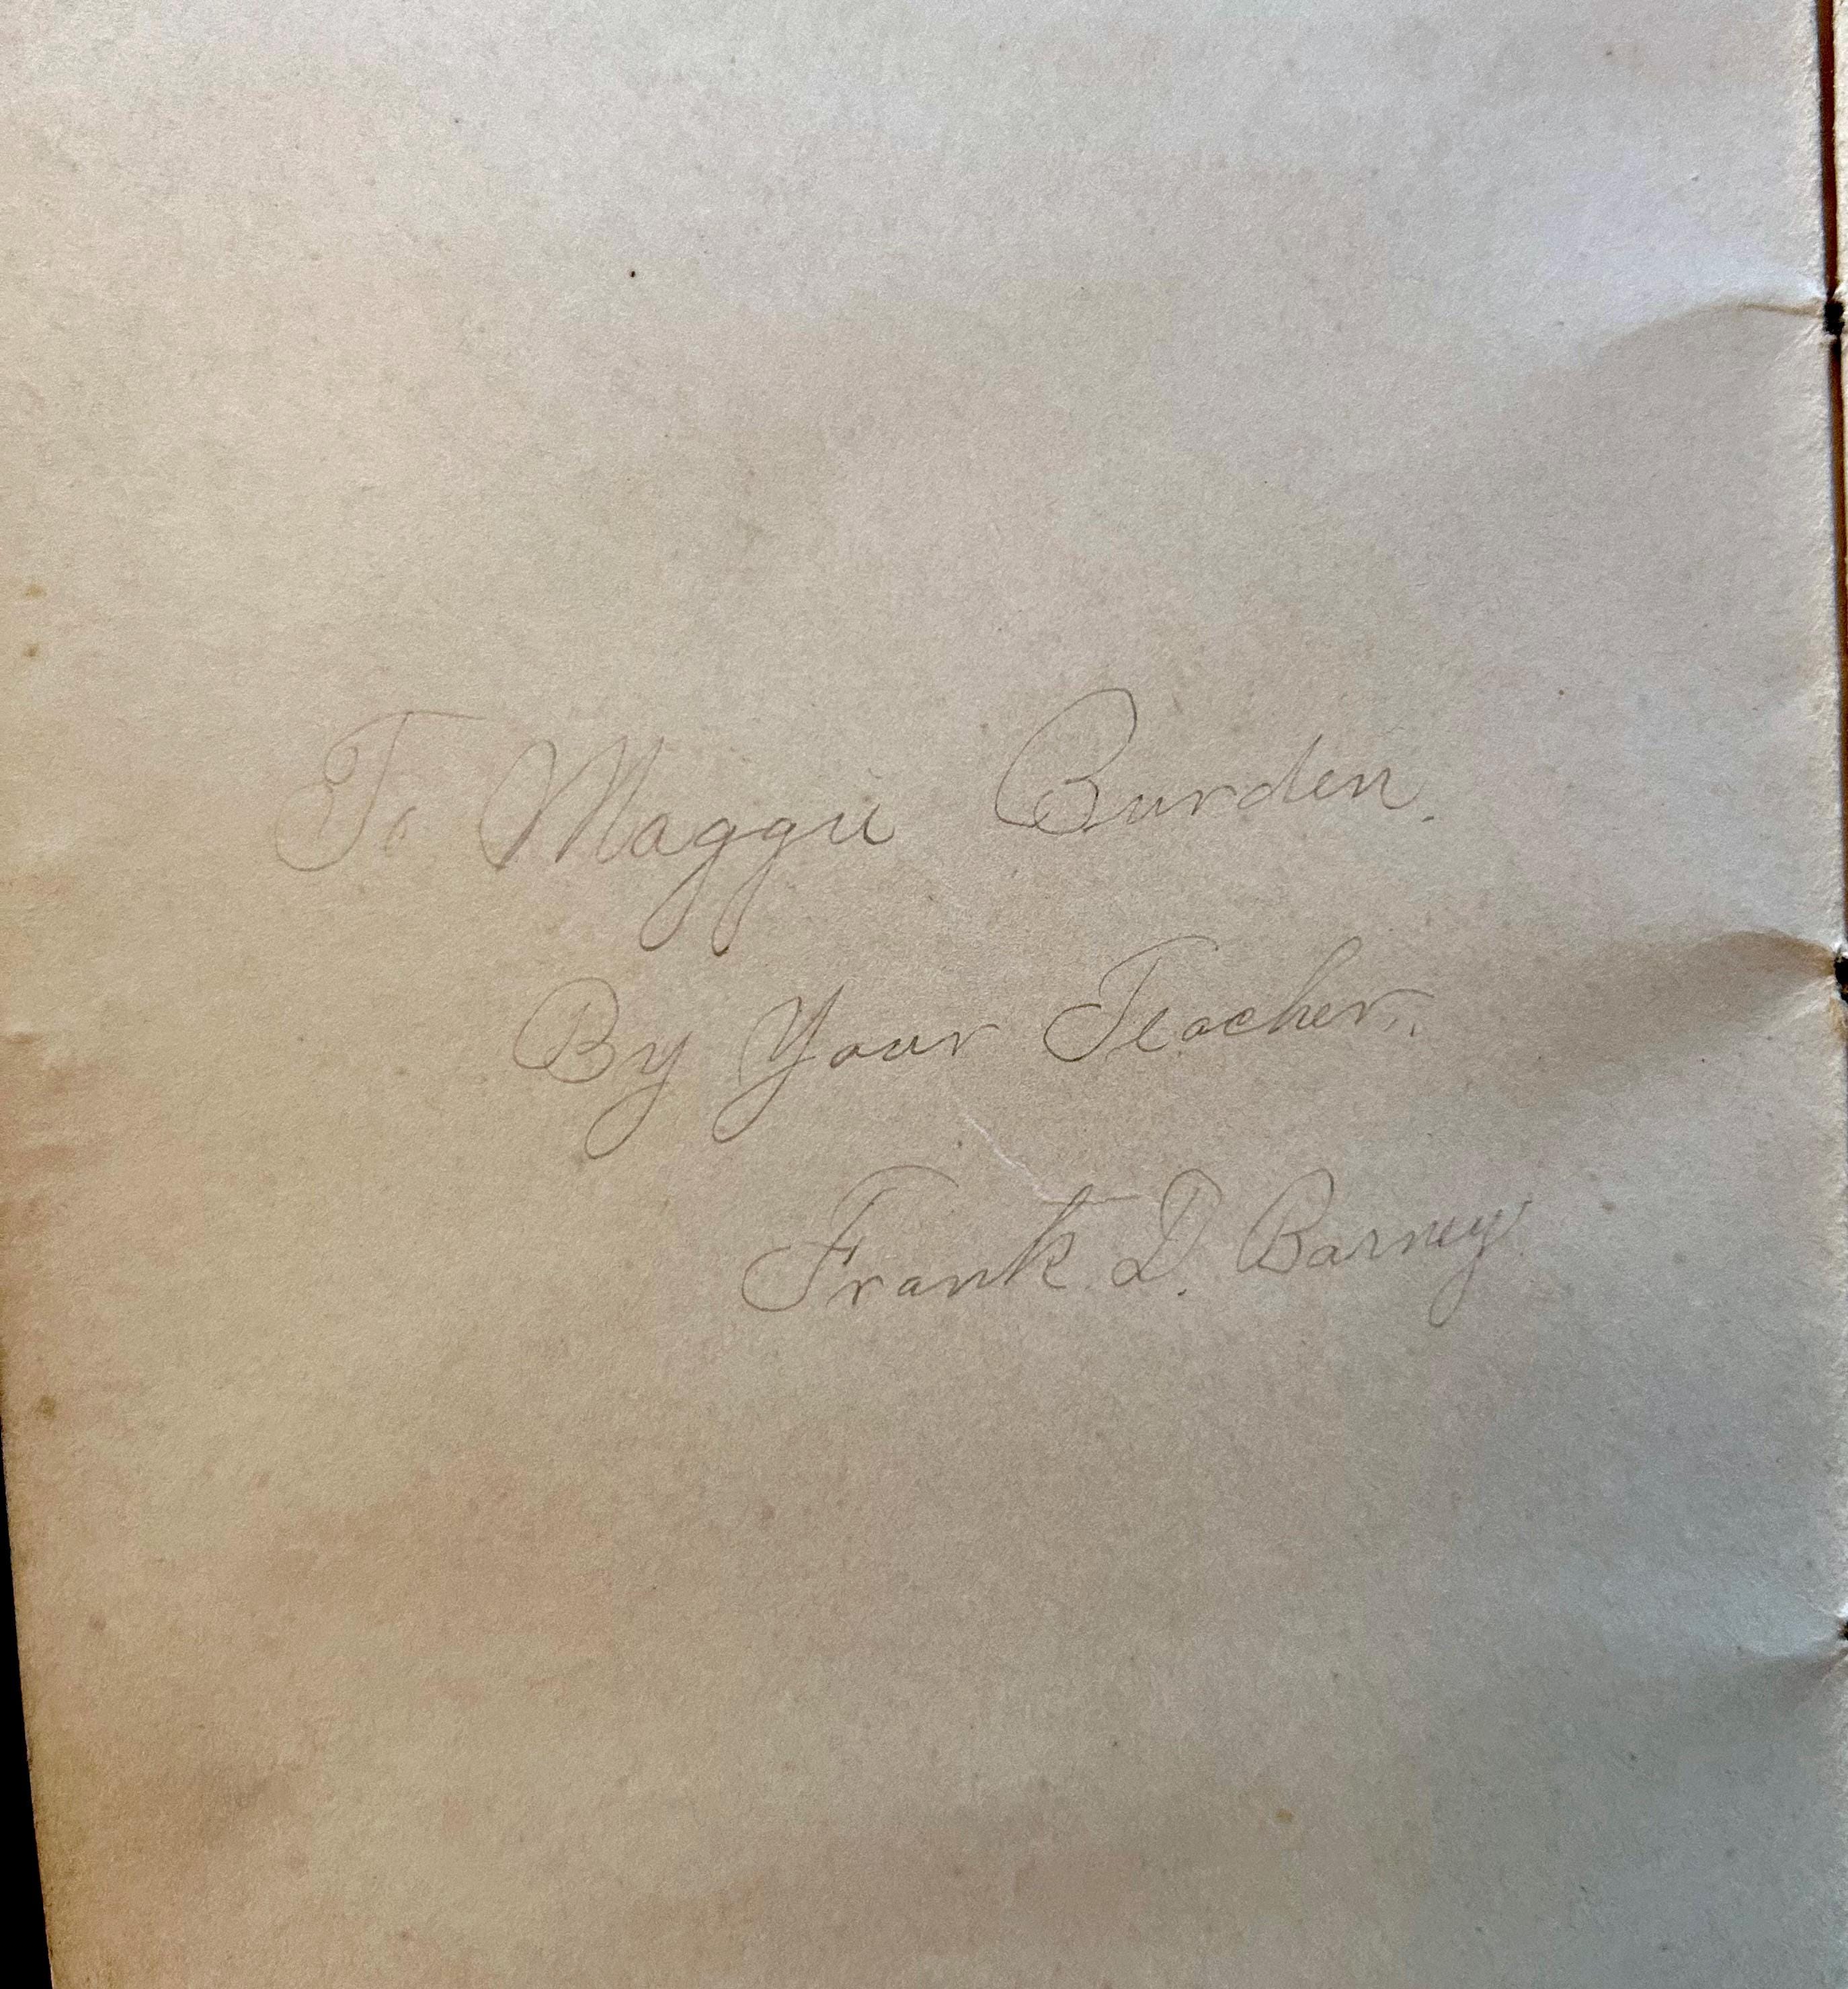 To Maggie Burden.
By Your Teacher.
Frank D. Barney